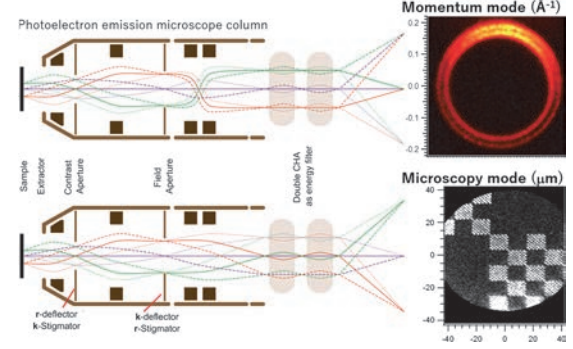 Photoelectron emission microscope column
Momentum mode (Å⁻¹)
0.2
0.1
0.0
-0.1
-0.2
Sample
Extractor
Contrast
Aperture
Field
Aperture
Double CHA
as energy filter
Microscopy mode (μm)
40
20
0
-20
-40
-40 -20 0 20 40
r-deflector
k-Stigmator
k-deflector
r-Stigmator